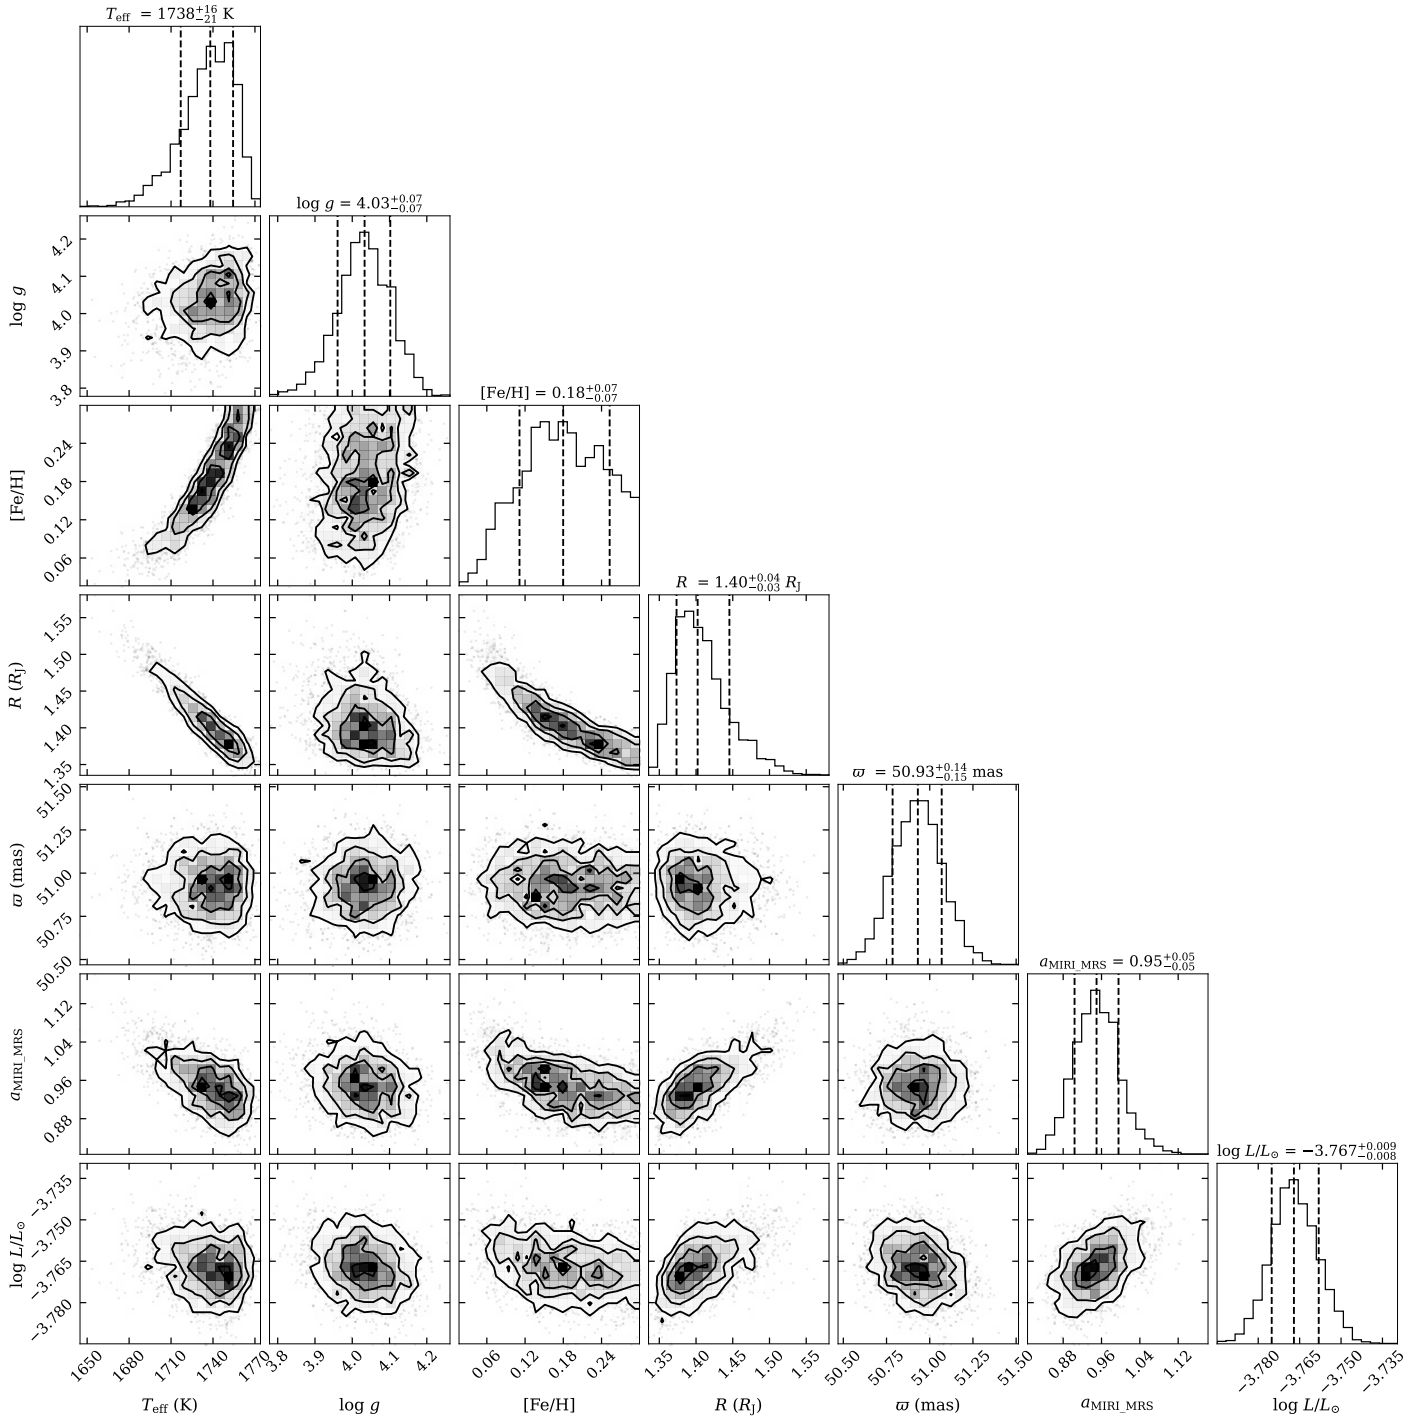 T_eff = 1738^{+16}_{-21} K
log g = 4.03^{+0.07}_{-0.07}
4.2
4.1
4.0
3.9
3.8
log g
[Fe/H] = 0.18^{+0.07}_{-0.07}
0.24
0.18
0.12
0.06
[Fe/H]
R = 1.40^{+0.04}_{-0.03} R_J
1.55
1.50
1.45
1.40
1.35
R (R_J)
ϖ = 50.93^{+0.14}_{-0.15} mas
51.50
51.25
51.00
50.75
50.50
ϖ (mas)
a_MIRI_MRS = 0.95^{+0.05}_{-0.05}
1.12
1.04
0.96
0.88
a_MIRI_MRS
log L/L_⊙ = −3.767^{+0.009}_{-0.008}
−3.735
−3.750
−3.765
−3.780
log L/L_⊙
1650 1680 1710 1740 1770
3.8 3.9 4.0 4.1 4.2
0.06 0.12 0.18 0.24
1.35 1.40 1.45 1.50 1.55
50.50 50.75 51.00 51.25 51.50
0.88 0.96 1.04 1.12
−3.780 −3.765 −3.750 −3.735
T_eff (K)
log g
[Fe/H]
R (R_J)
ϖ (mas)
a_MIRI_MRS
log L/L_⊙